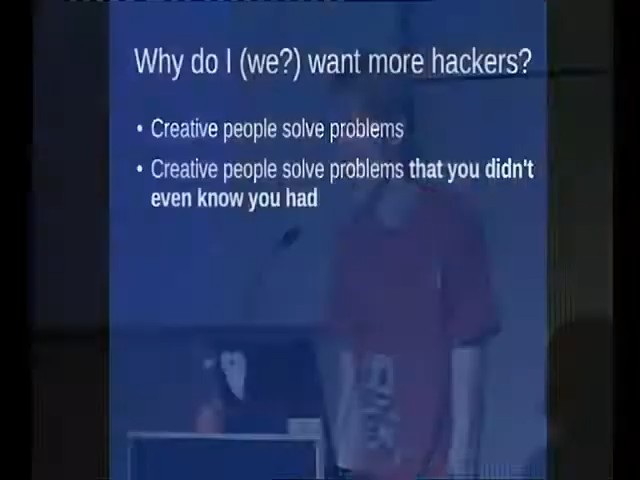 Why do I (we?) want more hackers?
• Creative people solve problems
• Creative people solve problems that you didn't
even know you had